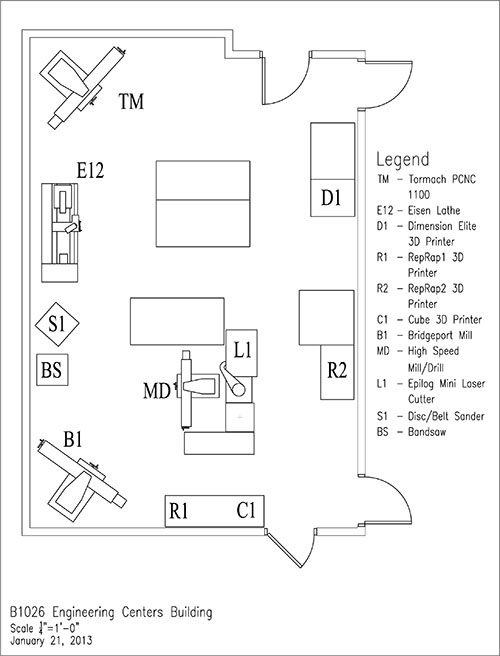 TM
E12
D1
S1
BS
L1
MD
R2
B1
R1 C1
Legend
TM – Tormach PCNC
1100
E12 – Eisen Lathe
D1 – Dimension Elite
3D Printer
R1 – RepRap1 3D
Printer
R2 – RepRap2 3D
Printer
C1 – Cube 3D Printer
B1 – Bridgeport Mill
MD – High Speed
Mill/Drill
L1 – Epilog Mini Laser
Cutter
S1 – Disc/Belt Sander
BS – Bandsaw
B1026 Engineering Centers Building
Scale ¼"=1'-0"
January 21, 2013